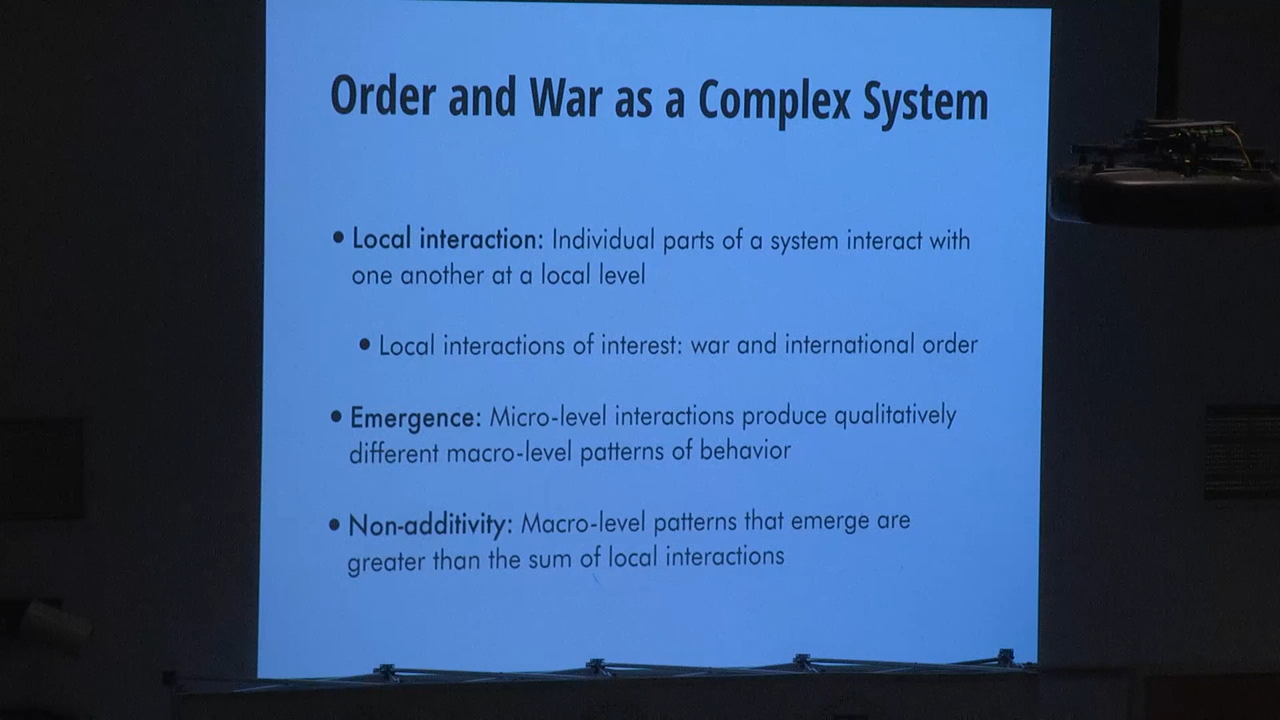 Order and War as a Complex System
• Local interaction: Individual parts of a system interact with
one another at a local level
• Local interactions of interest: war and international order
• Emergence: Micro-level interactions produce qualitatively
different macro-level patterns of behavior
• Non-additivity: Macro-level patterns that emerge are
greater than the sum of local interactions